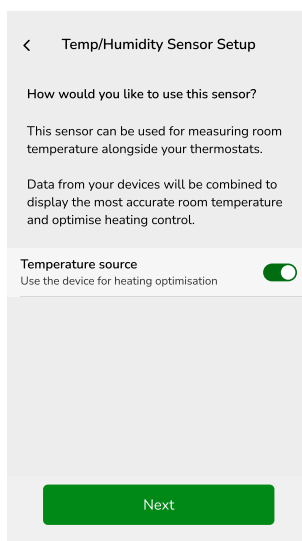 Temp/Humidity Sensor Setup
How would you like to use this sensor?
This sensor can be used for measuring room
temperature alongside your thermostats.
Data from your devices will be combined to
display the most accurate room temperature
and optimise heating control.
Temperature source
Use the device for heating optimisation
Next